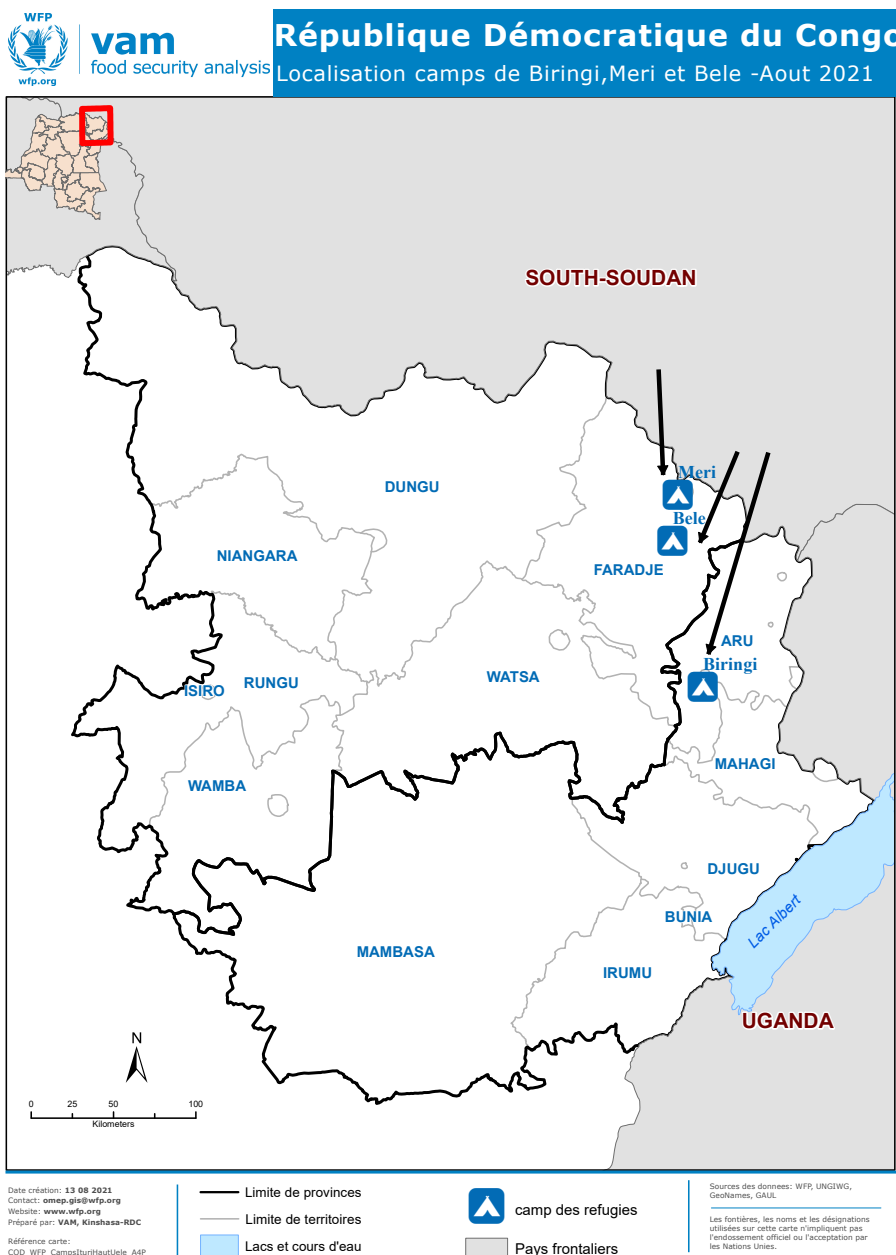 WFP
wfp.org
vam
food security analysis
République Démocratique du Congo
Localisation camps de Biringi,Meri et Bele -Aout 2021
SOUTH-SOUDAN
Meri
DUNGU
Bele
NIANGARA
FARADJE
ARU
Biringi
WATSA
RUNGU
ISIRO
MAHAGI
WAMBA
DJUGU
BUNIA
Lac Albert
MAMBASA
IRUMU
UGANDA
N
0 25 50 100
Kilometers
Date création: 13 08 2021
Contact: omep.gis@wfp.org
Website: www.wfp.org
Préparé par: VAM, Kinshasa-RDC
Référence carte:
COD_WFP_CampsIturiHautUele_A4P
Limite de provinces
Limite de territoires
Lacs et cours d'eau
camp des refugies
Pays frontaliers
Sources des donnees: WFP, UNGIWG,
GeoNames, GAUL
Les fontières, les noms et les désignations
utilisées sur cette carte n'impliquent pas
l'endossement officiel ou l'acceptation par
les Nations Unies.